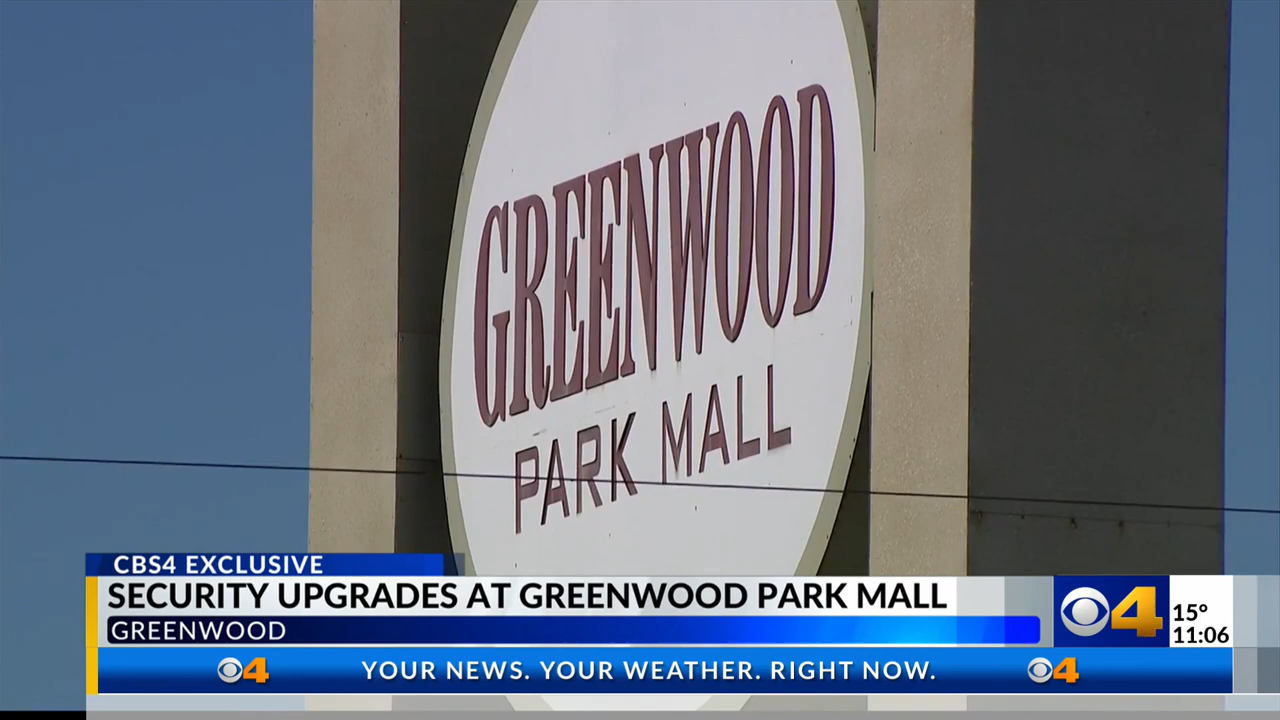 GREENWOOD
PARK MALL
CBS4 EXCLUSIVE
SECURITY UPGRADES AT GREENWOOD PARK MALL
GREENWOOD
4
15°
11:06
4
YOUR NEWS. YOUR WEATHER. RIGHT NOW.
4